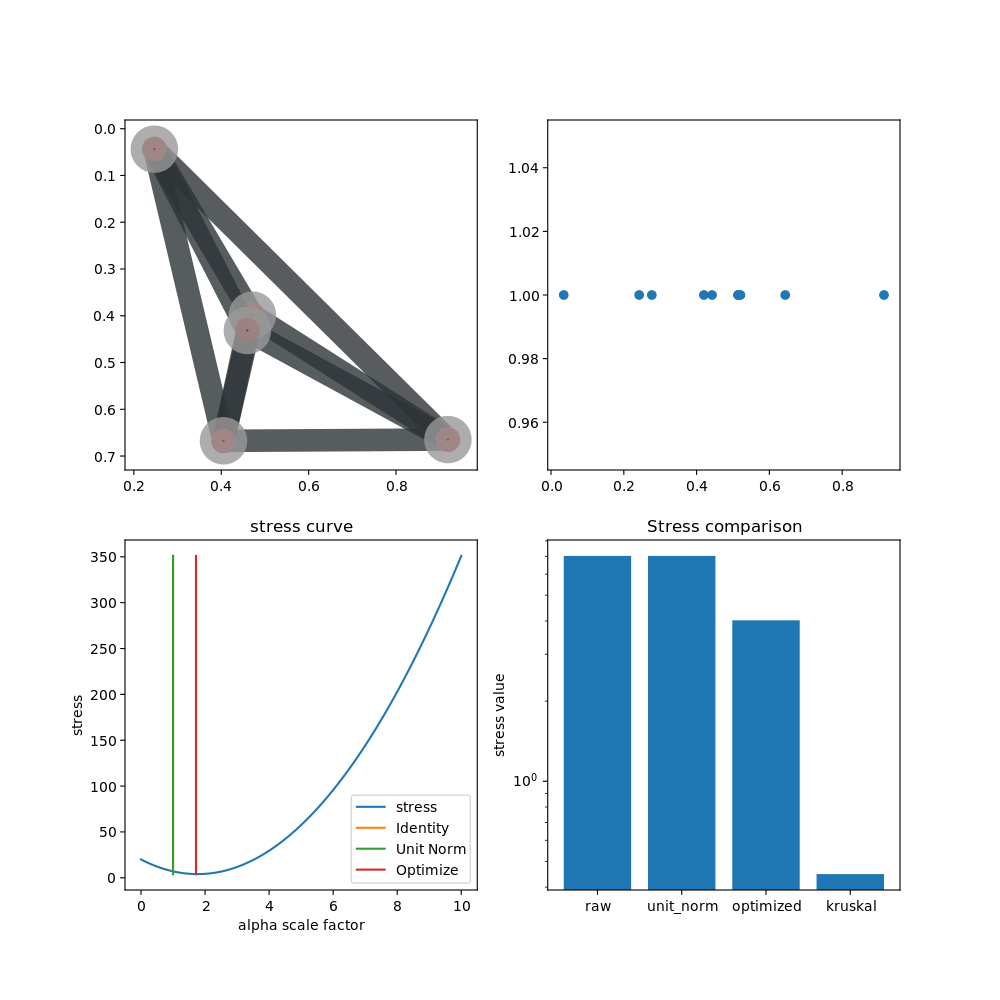 0.0
0.1
0.2
0.3
0.4
0.5
0.6
0.7
0.2 0.4 0.6 0.8
1.04
1.02
1.00
0.98
0.96
0.0 0.2 0.4 0.6 0.8
stress curve
350
300
250
200
150
100
50
0
stress
stress
Identity
Unit Norm
Optimize
0 2 4 6 8 10
alpha scale factor
Stress comparison
stress value
10⁰
raw unit_norm optimized kruskal